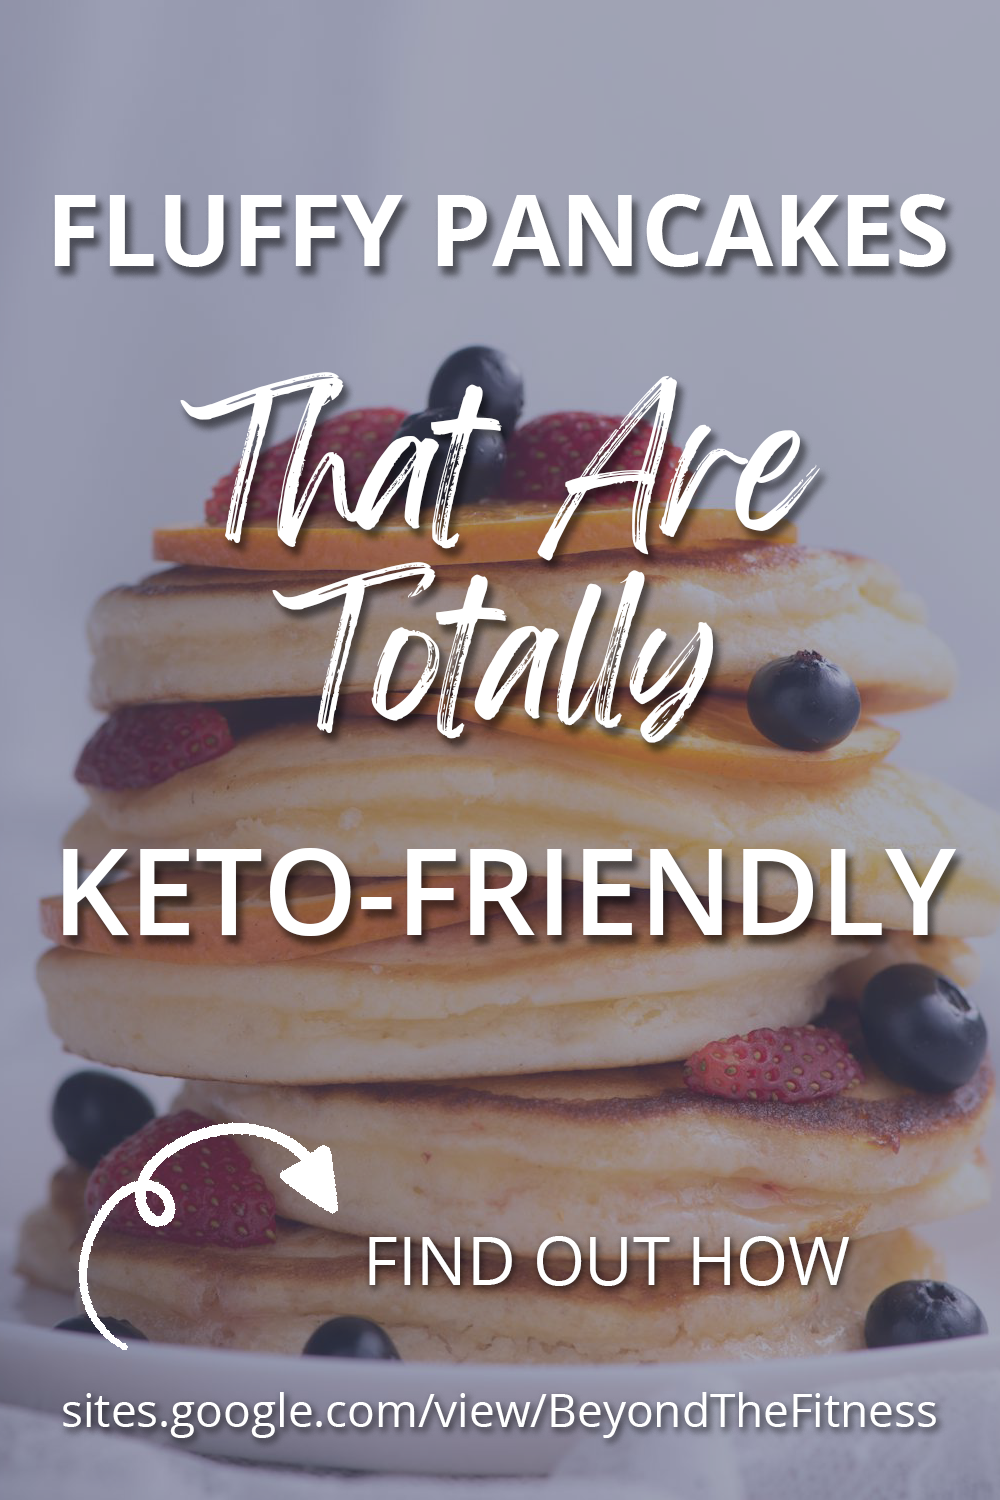 FLUFFY PANCAKES
That Are
Totally
KETO-FRIENDLY
FIND OUT HOW
sites.google.com/view/BeyondTheFitness